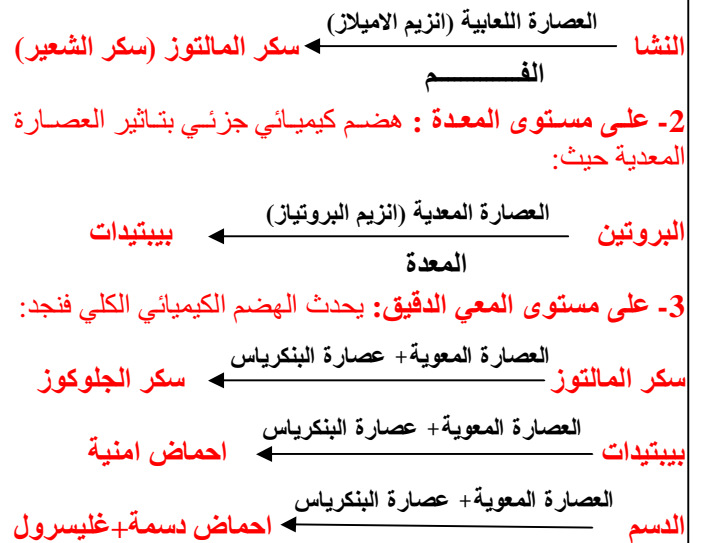 العصارة اللعابية (انزيم الاميلاز)
النشا سكر المالتوز (سكر الشعير)
الفـــــــــم
2- على مستوى المعدة : هضم كيميائي جزئي بتاثير العصارة
المعدية حيث:
العصارة المعدية (انزيم البروتياز)
البروتين بيبتيدات
المعدة
3- على مستوى المعي الدقيق: يحدث الهضم الكيميائي الكلي فنجد:
العصارة المعوية+ عصارة البنكرياس
سكر المالتوز سكر الجلوكوز
العصارة المعوية+ عصارة البنكرياس
بيبتيدات احماض امنية
العصارة المعوية+ عصارة البنكرياس
الدسم احماض دسمة+غليسرول